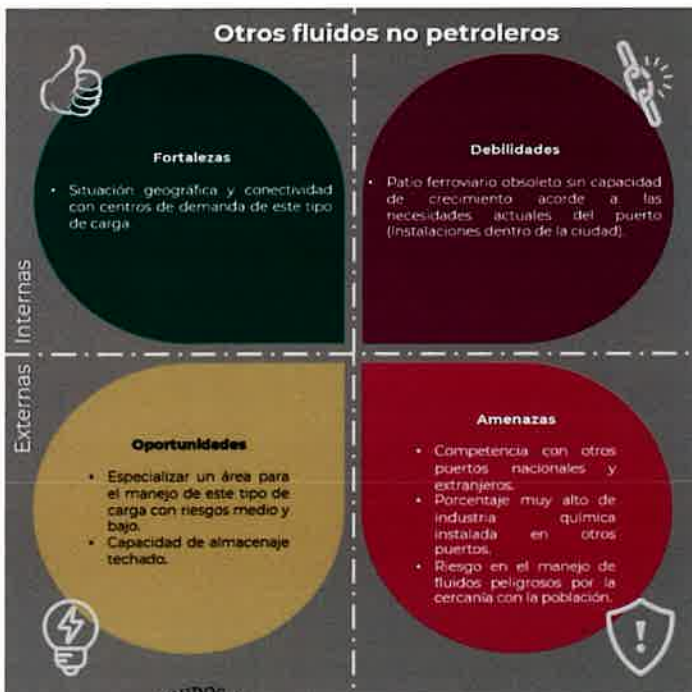 Otros fluidos no petroleros
Fortalezas
• Situación geográfica y conectividad
con centros de demanda de este tipo
de carga
Debilidades
• Patio ferroviario obsoleto sin capacidad
de crecimiento acorde a las
necesidades actuales del puerto
(Instalaciones dentro de la ciudad).
Internas
Externas
Oportunidades
• Especializar un área para
el manejo de este tipo de
carga con riesgos medio y
bajo.
• Capacidad de almacenaje
techado.
Amenazas
• Competencia con otros
puertos nacionales y
extranjeros.
• Porcentaje muy alto de
industria química
instalada en otros
puertos.
• Riesgo en el manejo de
fluidos peligrosos por la
cercanía con la población.